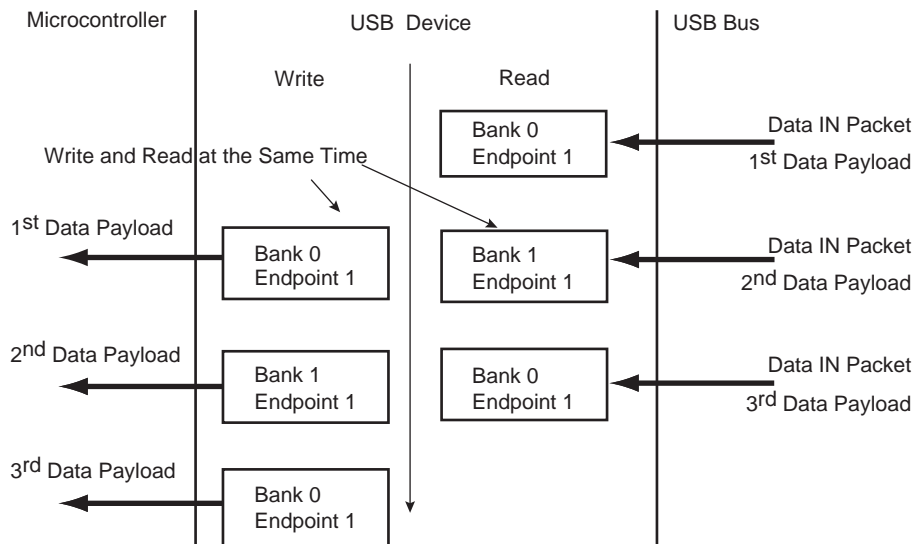 Microcontroller
USB Device
USB Bus
Write
Read
Bank 0
Endpoint 1
Data IN Packet
1st Data Payload
Write and Read at the Same Time
1st Data Payload
Bank 0
Endpoint 1
Bank 1
Endpoint 1
Data IN Packet
2nd Data Payload
2nd Data Payload
Bank 1
Endpoint 1
Bank 0
Endpoint 1
Data IN Packet
3rd Data Payload
3rd Data Payload
Bank 0
Endpoint 1